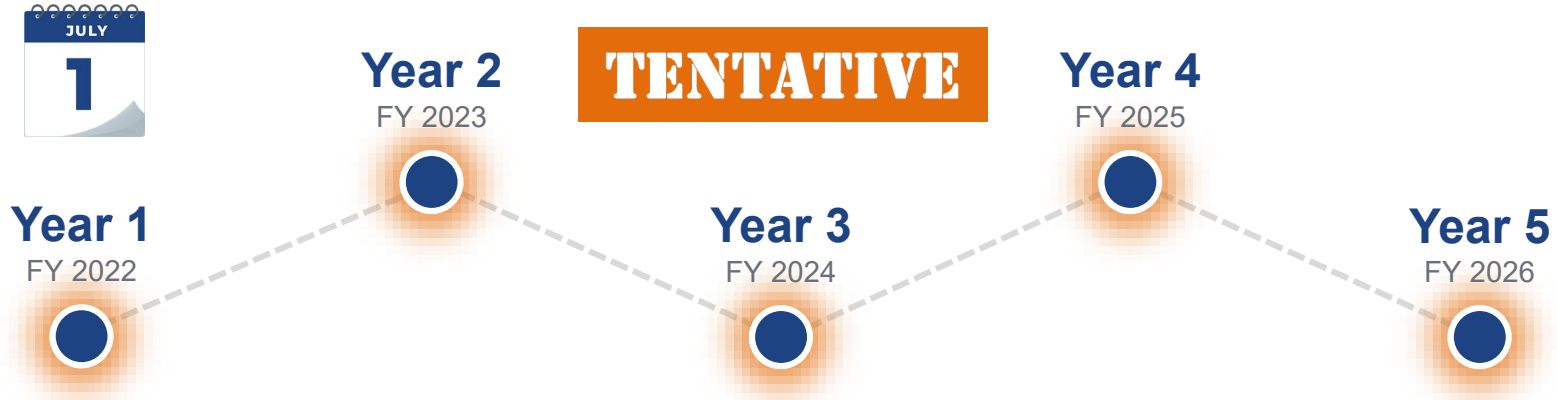 JULY
1
Year 1
FY 2022
Year 2
FY 2023
TENTATIVE
Year 3
FY 2024
Year 4
FY 2025
Year 5
FY 2026